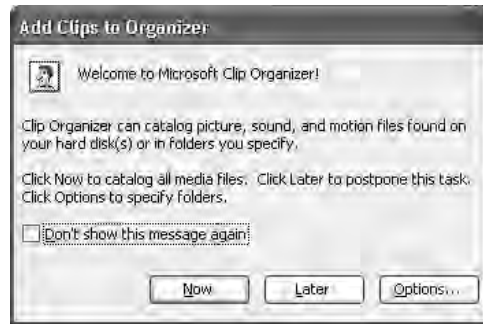 Add Clips to Organizer
Welcome to Microsoft Clip Organizer!
Clip Organizer can catalog picture, sound, and motion files found on
your hard disk(s) or in folders you specify.
Click Now to catalog all media files. Click Later to postpone this task.
Click Options to specify folders.
Don't show this message again
Now Later Options...